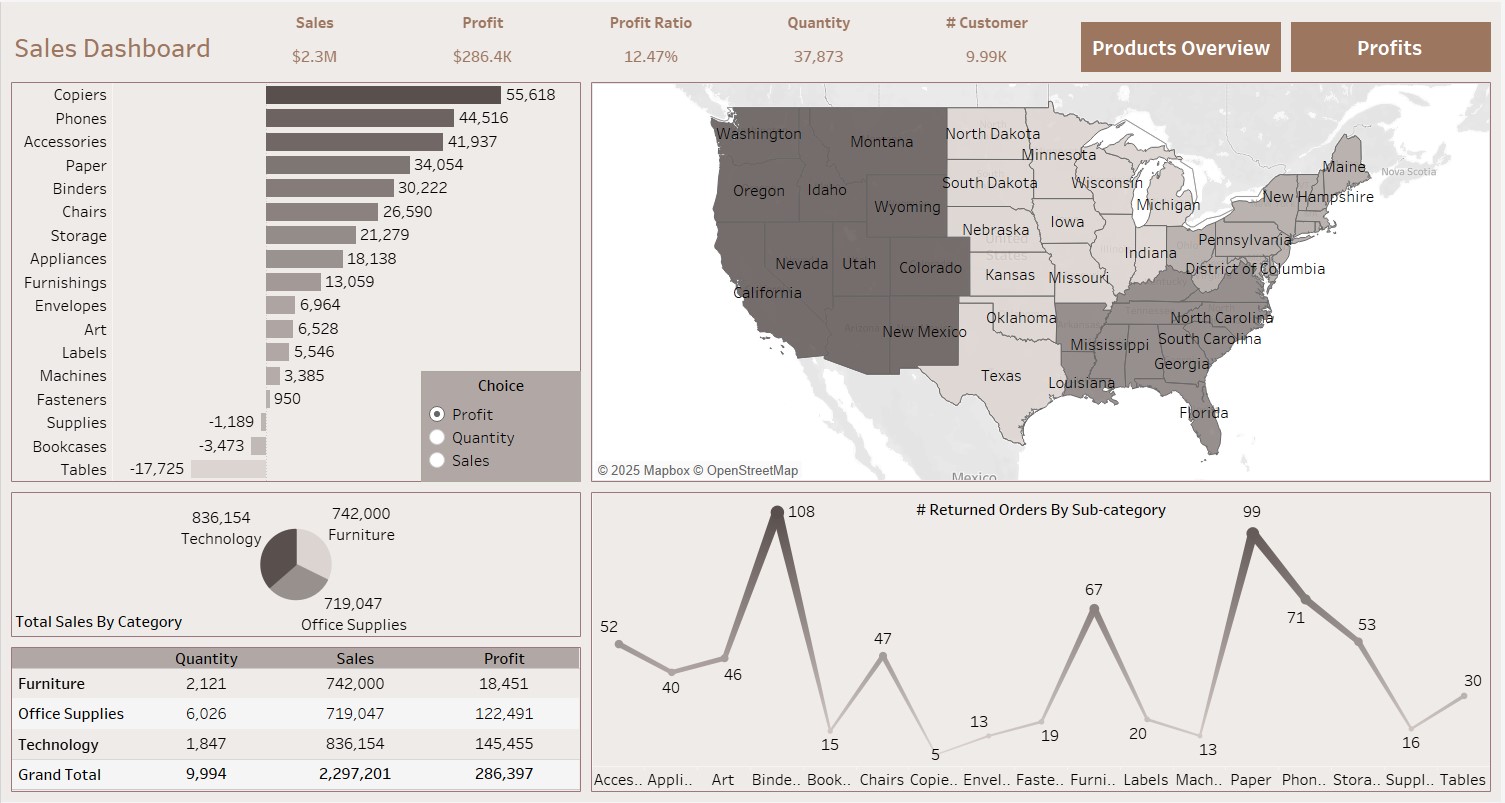 Sales Dashboard
Sales
$2.3M
Profit
$286.4K
Profit Ratio
12.47%
Quantity
37,873
# Customer
9.99K
Products Overview
Profits
Copiers 55,618
Phones 44,516
Accessories 41,937
Paper 34,054
Binders 30,222
Chairs 26,590
Storage 21,279
Appliances 18,138
Furnishings 13,059
Envelopes 6,964
Art 6,528
Labels 5,546
Machines 3,385
Fasteners 950
Supplies -1,189
Bookcases -3,473
Tables -17,725
Choice
Profit
Quantity
Sales
Washington
Montana
North Dakota
Minnesota
Maine
Nova Scotia
Oregon
Idaho
Wyoming
South Dakota
Wisconsin
Michigan
New Hampshire
Nebraska
Iowa
Pennsylvania
United
States
Nevada
Utah
Colorado
Kansas
Missouri
Indiana
District of Columbia
California
New Mexico
Oklahoma
North Carolina
Mississippi
South Carolina
Georgia
Texas
Louisiana
Florida
Mexico
© 2025 Mapbox © OpenStreetMap
836,154
Technology
742,000
Furniture
719,047
Office Supplies
Total Sales By Category
Quantity Sales Profit
Furniture 2,121 742,000 18,451
Office Supplies 6,026 719,047 122,491
Technology 1,847 836,154 145,455
Grand Total 9,994 2,297,201 286,397
# Returned Orders By Sub-category
52
40
46
108
15
47
5
13
19
67
20
13
99
71
53
16
30
Acces.. Appli.. Art Binde.. Book.. Chairs Copie.. Envel.. Faste.. Furni.. Labels Mach.. Paper Phon.. Stora.. Suppl.. Tables